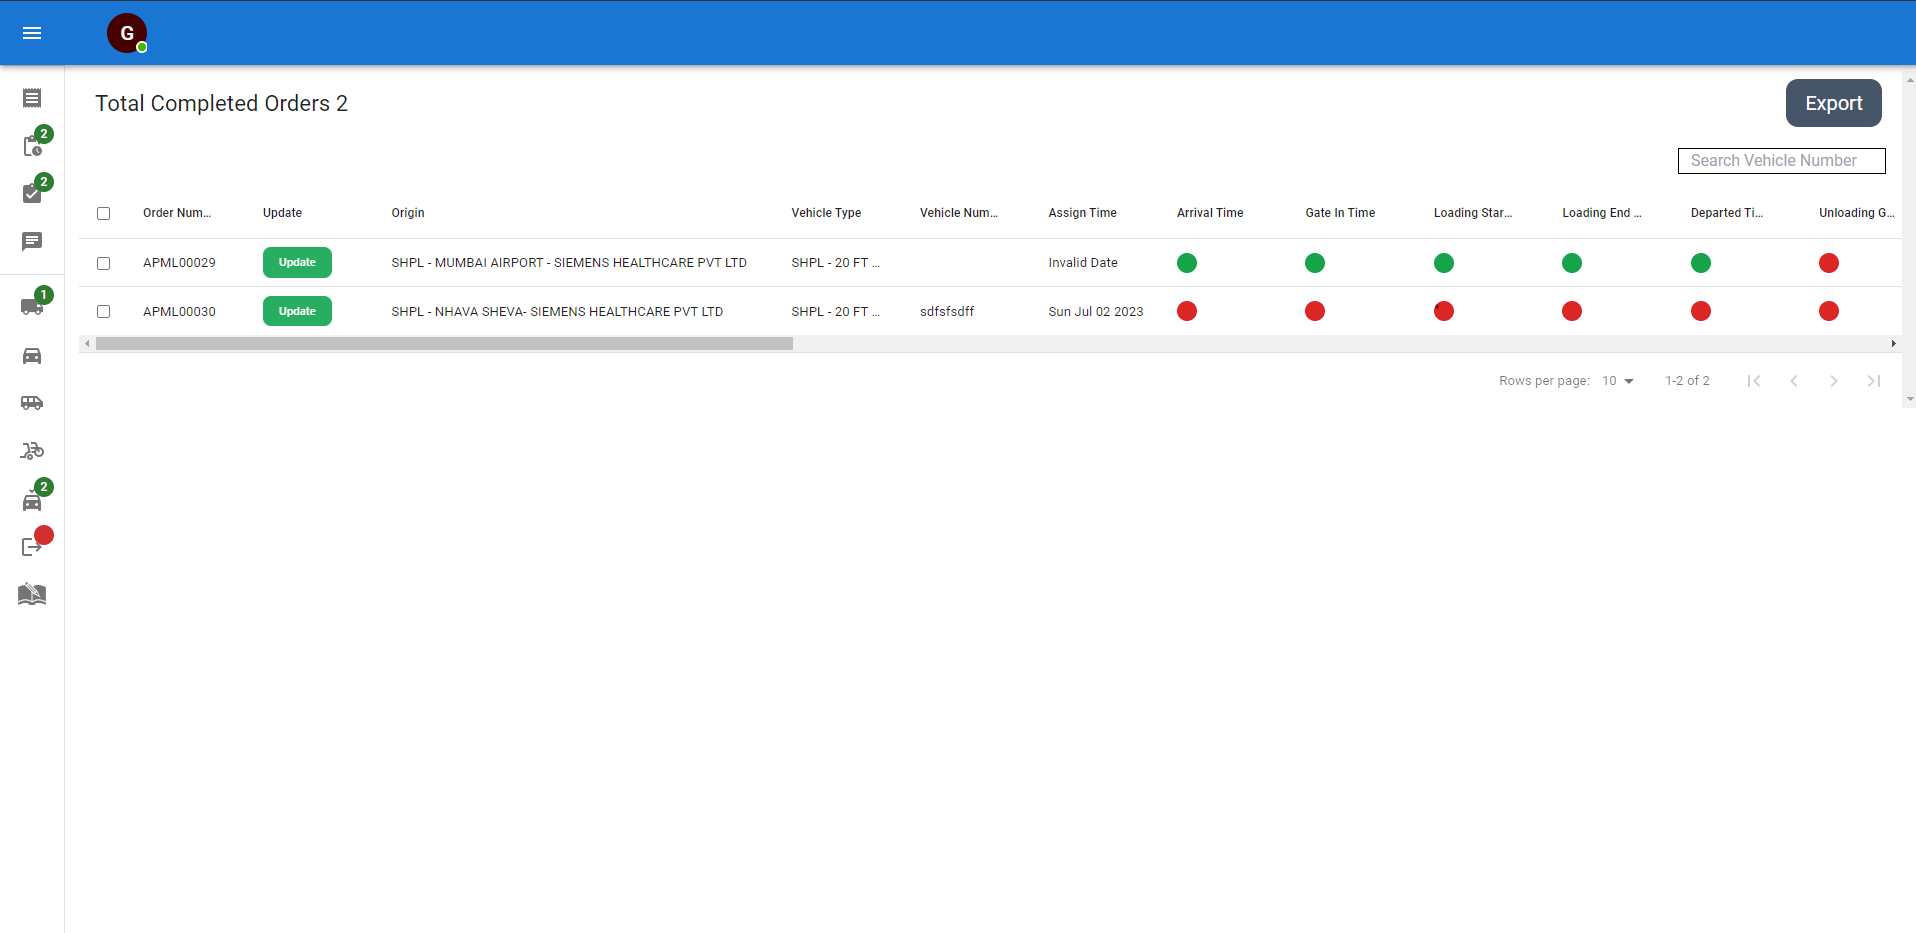 G
Total Completed Orders 2
Export
2
Search Vehicle Number
2
Order Num... Update Origin Vehicle Type Vehicle Num... Assign Time Arrival Time Gate In Time Loading Star... Loading End ... Departed Ti... Unloading G...
APML00029 Update SHPL - MUMBAI AIRPORT - SIEMENS HEALTHCARE PVT LTD SHPL - 20 FT ... Invalid Date
1
APML00030 Update SHPL - NHAVA SHEVA- SIEMENS HEALTHCARE PVT LTD SHPL - 20 FT ... sdfsfsdff Sun Jul 02 2023
Rows per page: 10 1-2 of 2
2